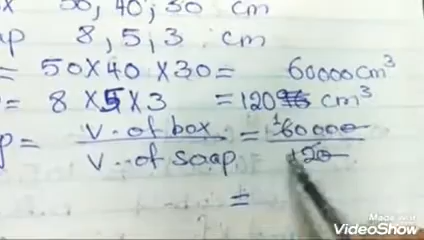 50, 40, 30 cm
8, 5, 3 cm
= 50 X 40 X 30 = 60000 cm³
= 8 X 5 X 3 = 120 cm³
= V. of box / V. of soap = 60000 / 120
=
Made with
VideoShow